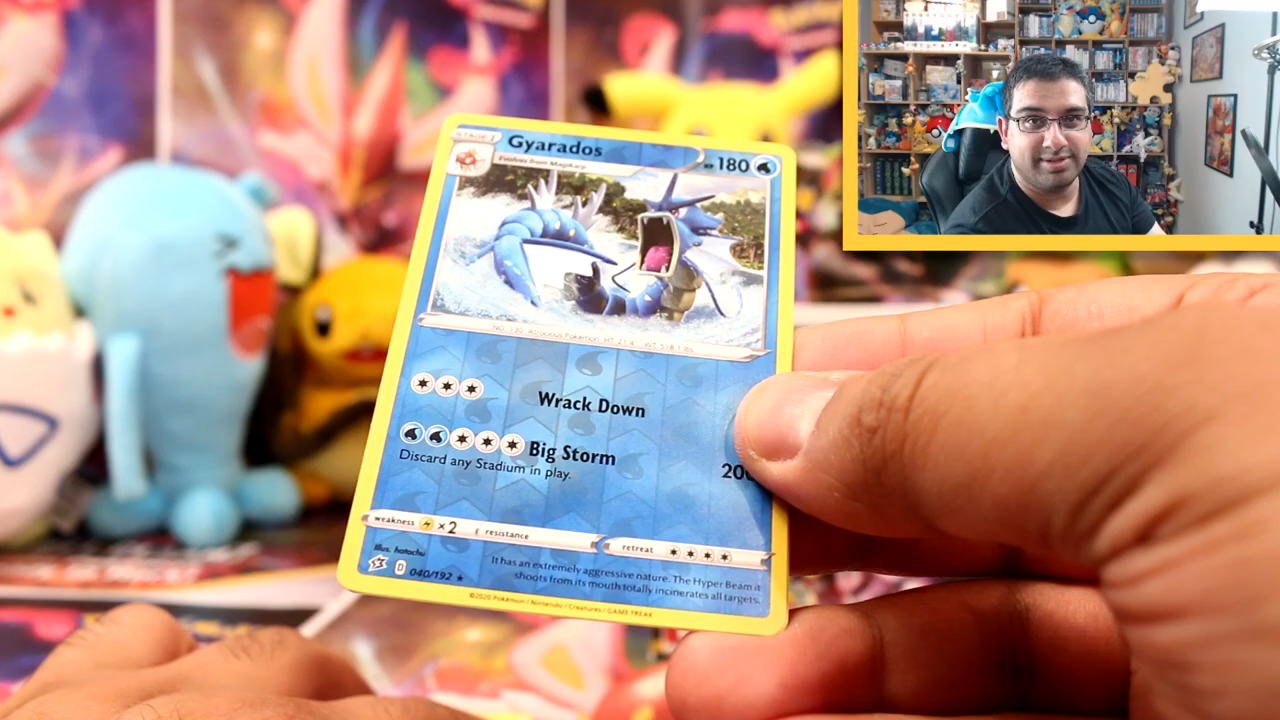 STAGE 1
Gyarados
180
Evolves from Magikarp
NO. 130 Atrocious Pokémon HT: 21'4" WT: 518.1 lbs.
Wrack Down
Big Storm
200
Discard any Stadium in play.
weakness ×2 resistance
retreat
Illus. hatachu
D 040/192 ★
It has an extremely aggressive nature. The Hyper Beam it
shoots from its mouth totally incinerates all targets.
©2020 Pokémon / Nintendo / Creatures / GAME FREAK